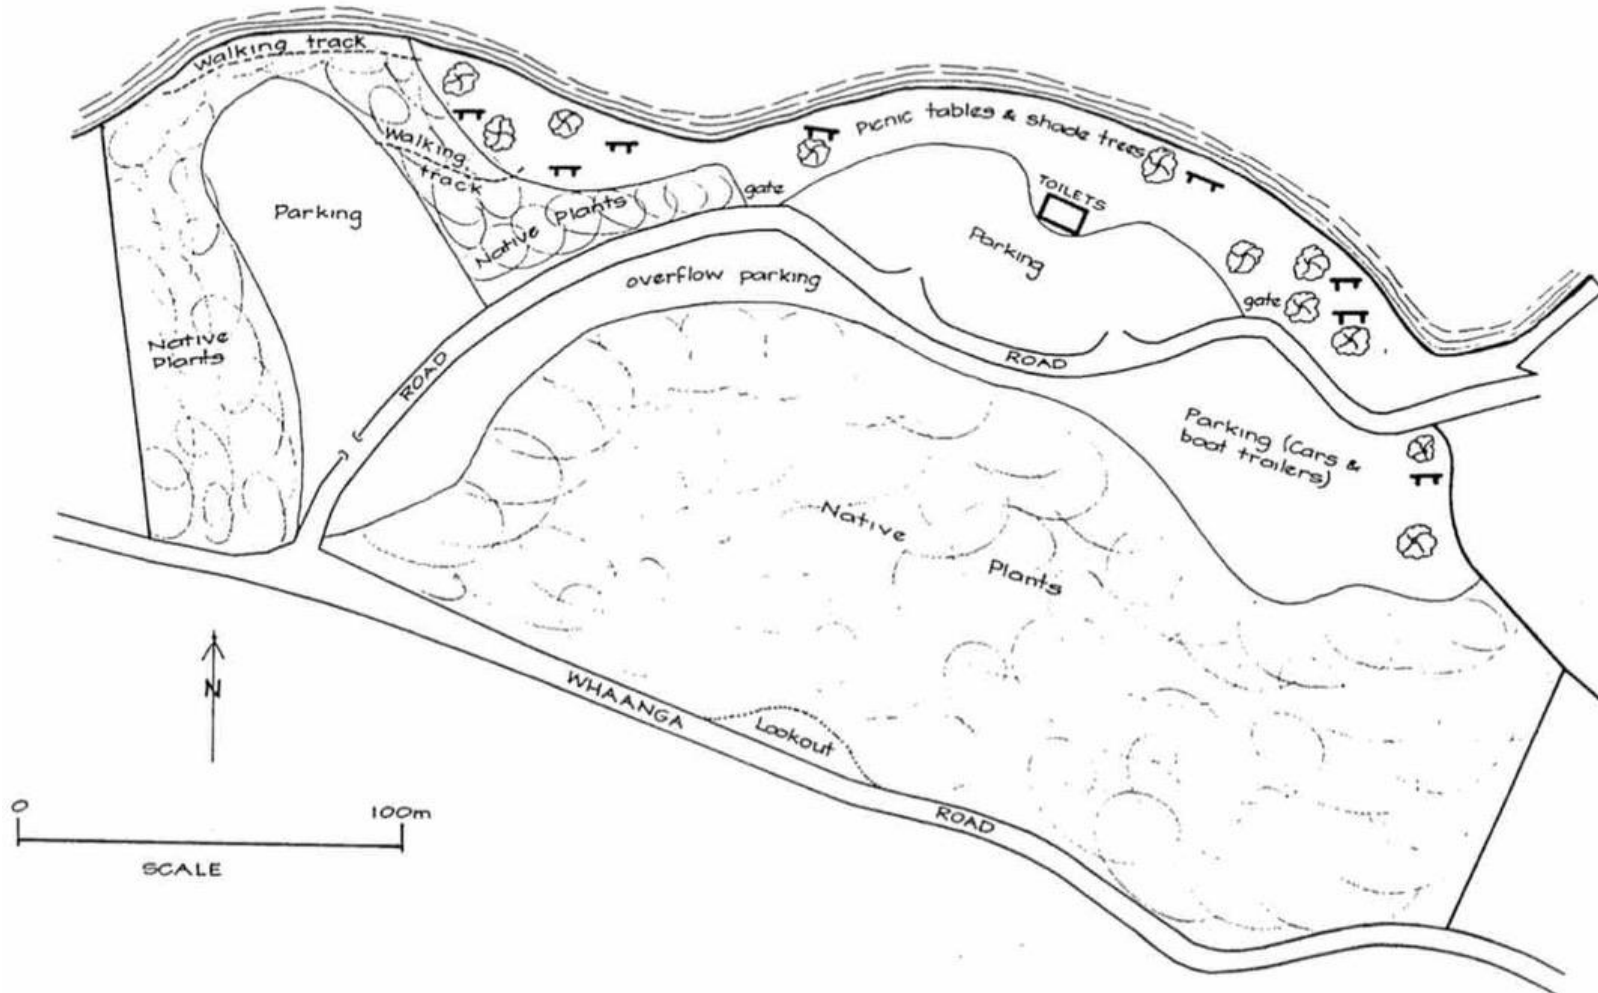 Walking track
Picnic tables & shade trees
Walking
track
TOILETS
gate
Native Plants
Parking
Parking
overflow parking
gate
Native
Plants
ROAD
ROAD
Parking (Cars &
boat trailers)
Native
Plants
N
WHAANGA
Lookout
ROAD
0
100m
SCALE